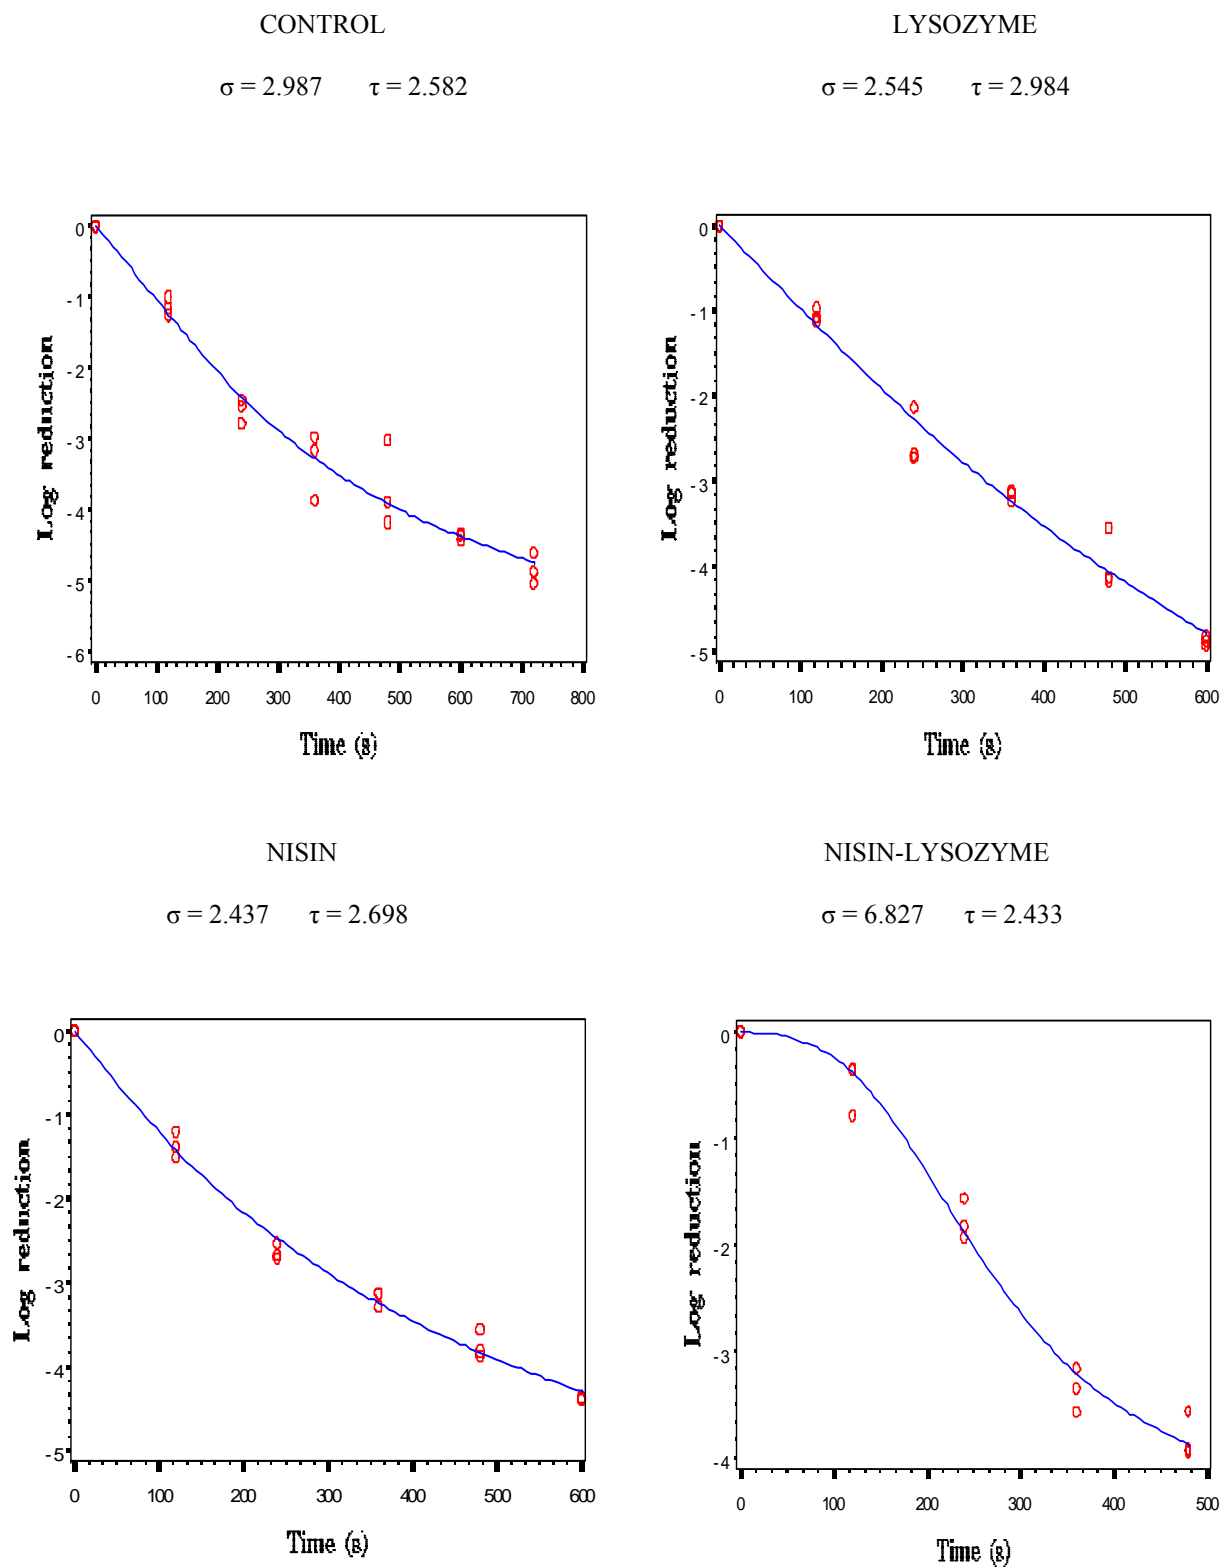 CONTROL
σ = 2.987 τ = 2.582
0
-1
-2
-3
-4
-5
-6
Log reduction
0 100 200 300 400 500 600 700 800
Time (s)
LYSOZYME
σ = 2.545 τ = 2.984
0
-1
-2
-3
-4
-5
Log reduction
0 100 200 300 400 500 600
Time (s)
NISIN
σ = 2.437 τ = 2.698
0
-1
-2
-3
-4
-5
Log reduction
0 100 200 300 400 500 600
Time (s)
NISIN-LYSOZYME
σ = 6.827 τ = 2.433
0
-1
-2
-3
-4
Log reduction
0 100 200 300 400 500
Time (s)